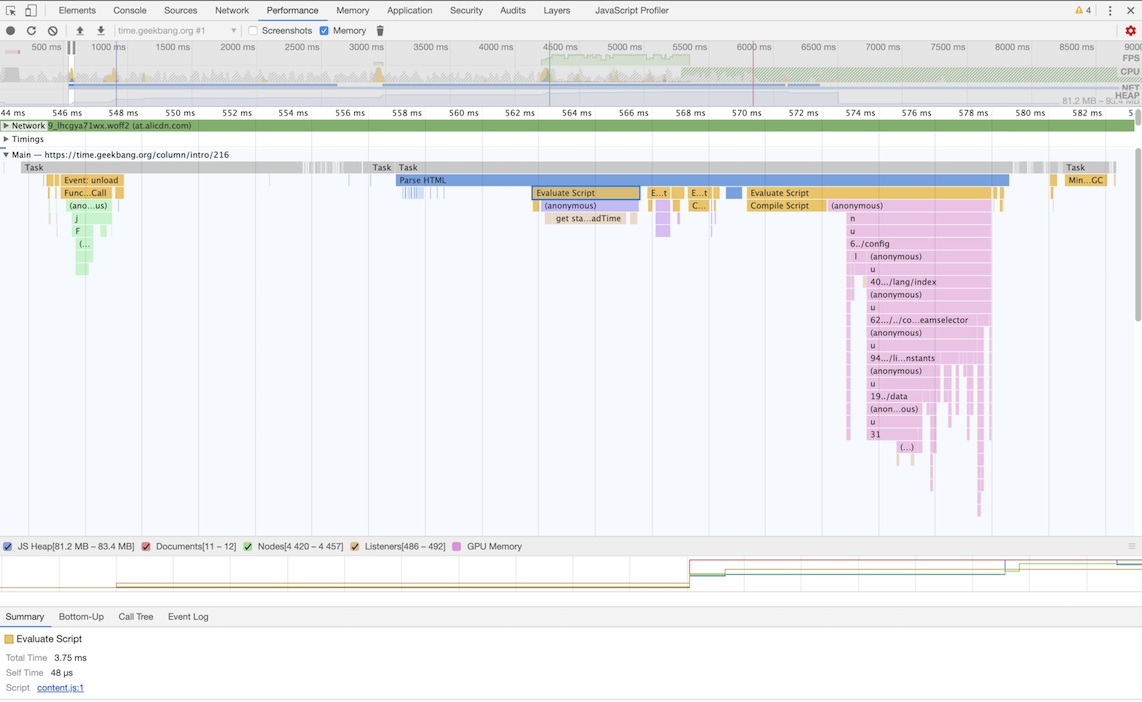 Elements Console Sources Network Performance Memory Application Security Audits Layers JavaScript Profiler 4
time.geekbang.org #1 Screenshots Memory
500 ms 1000 ms 1500 ms 2000 ms 2500 ms 3000 ms 3500 ms 4000 ms 4500 ms 5000 ms 5500 ms 6000 ms 6500 ms 7000 ms 7500 ms 8000 ms 8500 ms 9000
FPS
CPU
NET
HEAP
81.2 MB – 93.4 MB
44 ms 546 ms 548 ms 550 ms 552 ms 554 ms 556 ms 558 ms 560 ms 562 ms 564 ms 566 ms 568 ms 570 ms 572 ms 574 ms 576 ms 578 ms 580 ms 582 ms 5
Network 9_lhcgya71wx.woff2 (at.alicdn.com)
Timings
Main — https://time.geekbang.org/column/intro/216
Task Task Task Task
Event: unload Parse HTML Min...GC
Func...Call Evaluate Script E...t E...t Evaluate Script
(ano...us) (anonymous) C... Compile Script (anonymous)
j get sta...adTime n
F u
(... 6../config
l (anonymous)
u
40.../lang/index
(anonymous)
u
62.../../co...eamselector
(anonymous)
u
94.../li...nstants
(anonymous)
u
19../data
(anon...ous)
u
31
(...)
JS Heap[81.2 MB – 83.4 MB] Documents[11 – 12] Nodes[4 420 – 4 457] Listeners[486 – 492] GPU Memory
Summary Bottom-Up Call Tree Event Log
Evaluate Script
Total Time 3.75 ms
Self Time 48 μs
Script content.js:1